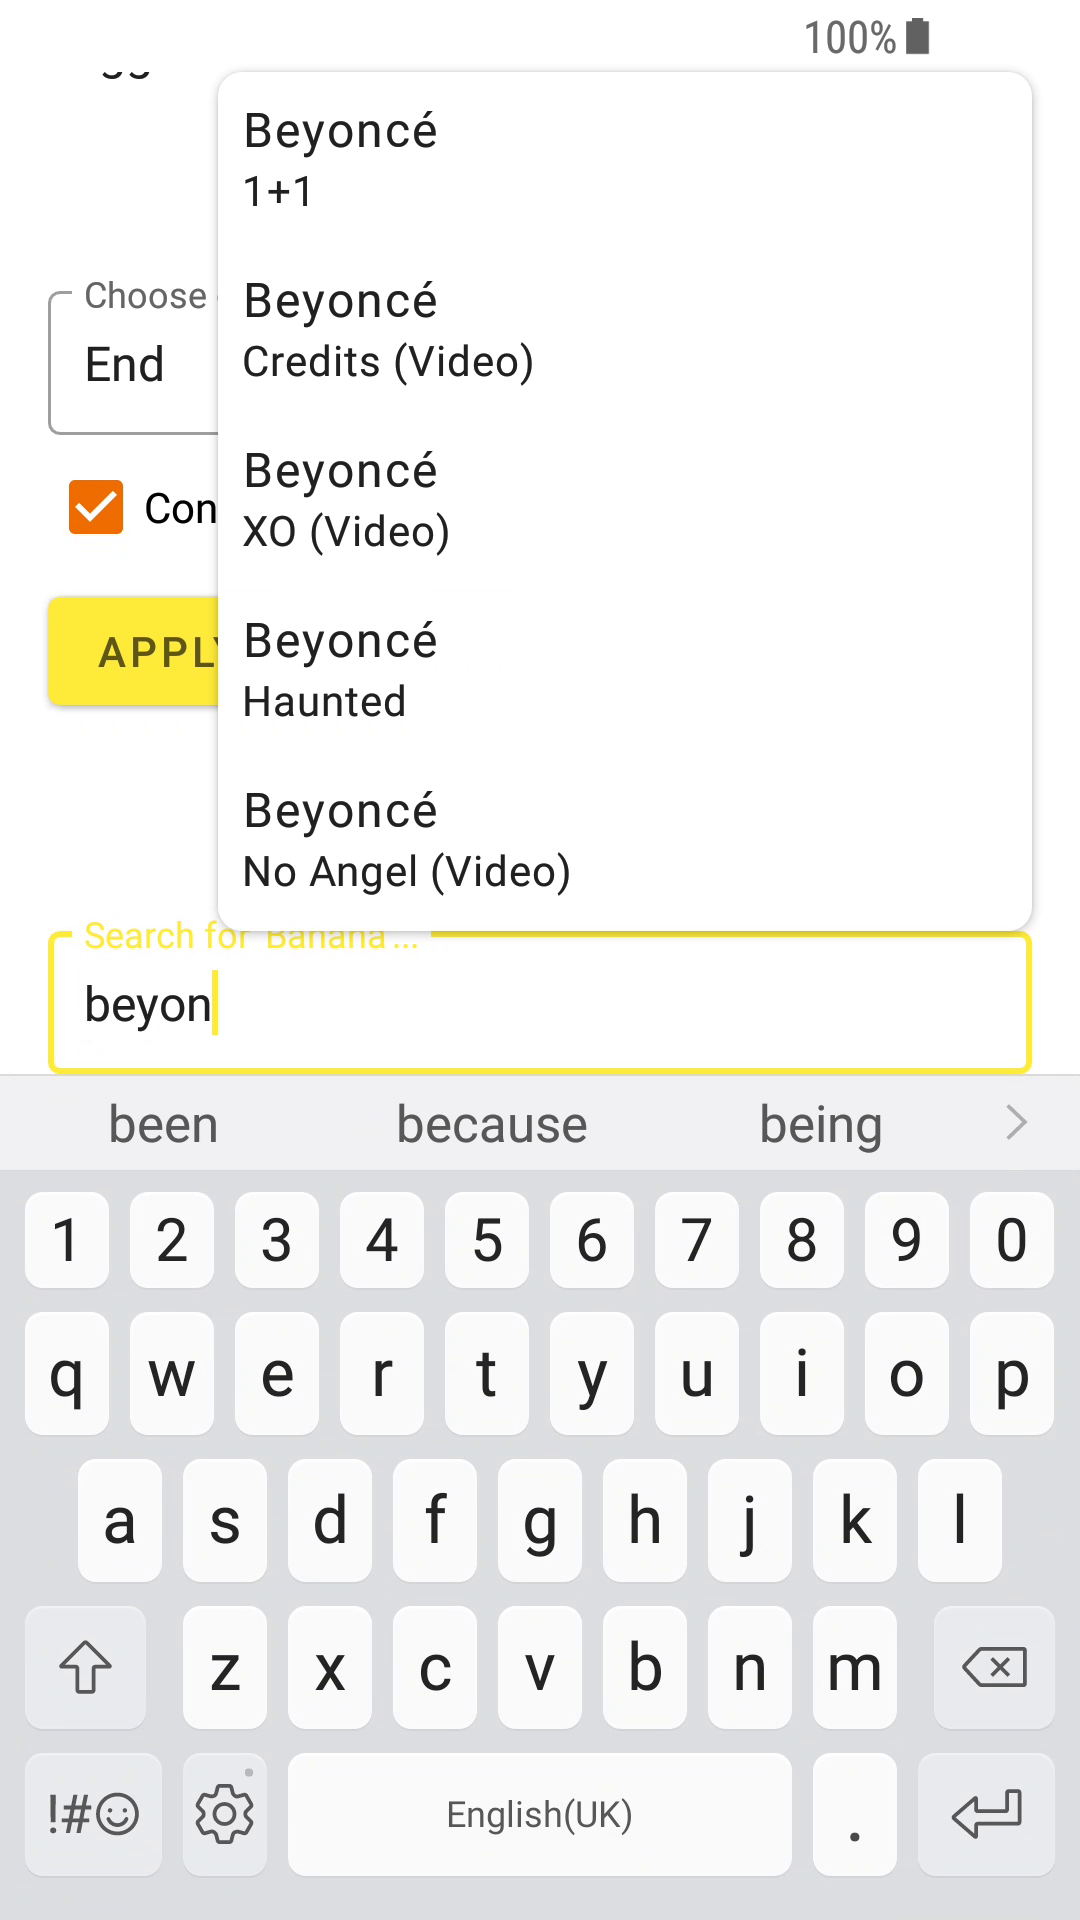 100%
Beyoncé
1+1
Choose
End
Beyoncé
Credits (Video)
Beyoncé
XO (Video)
Con
APPLY
Beyoncé
Haunted
Beyoncé
No Angel (Video)
Search for "Banana"...
beyon
been because being
1 2 3 4 5 6 7 8 9 0
q w e r t y u i o p
a s d f g h j k l
z x c v b n m
!#☺ English(UK) .